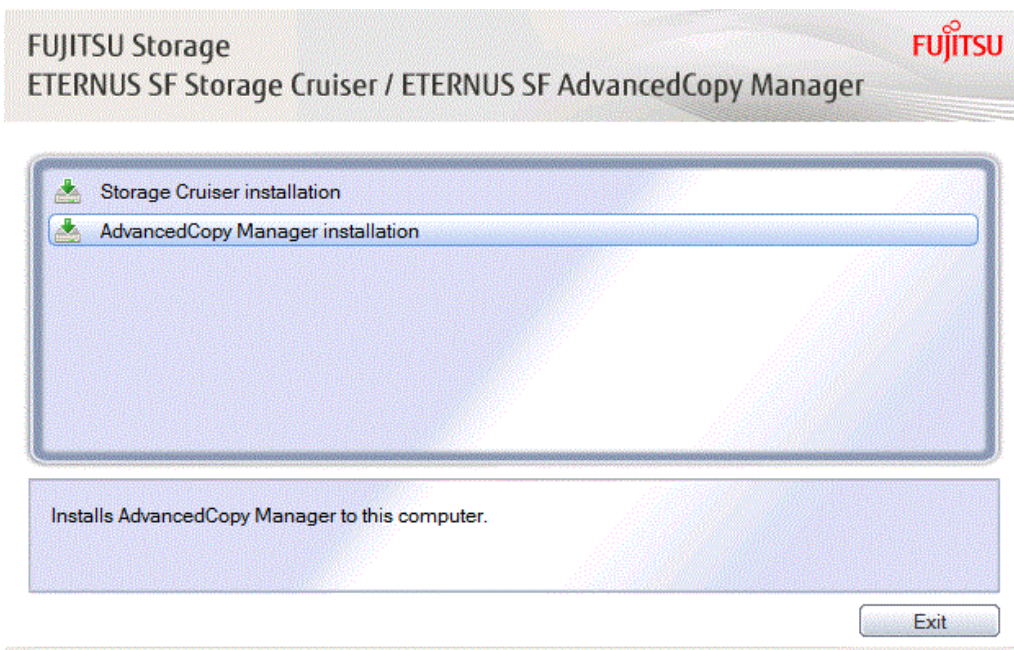 FUJITSU Storage
FUJITSU
ETERNUS SF Storage Cruiser / ETERNUS SF AdvancedCopy Manager
Storage Cruiser installation
AdvancedCopy Manager installation
Installs AdvancedCopy Manager to this computer.
Exit